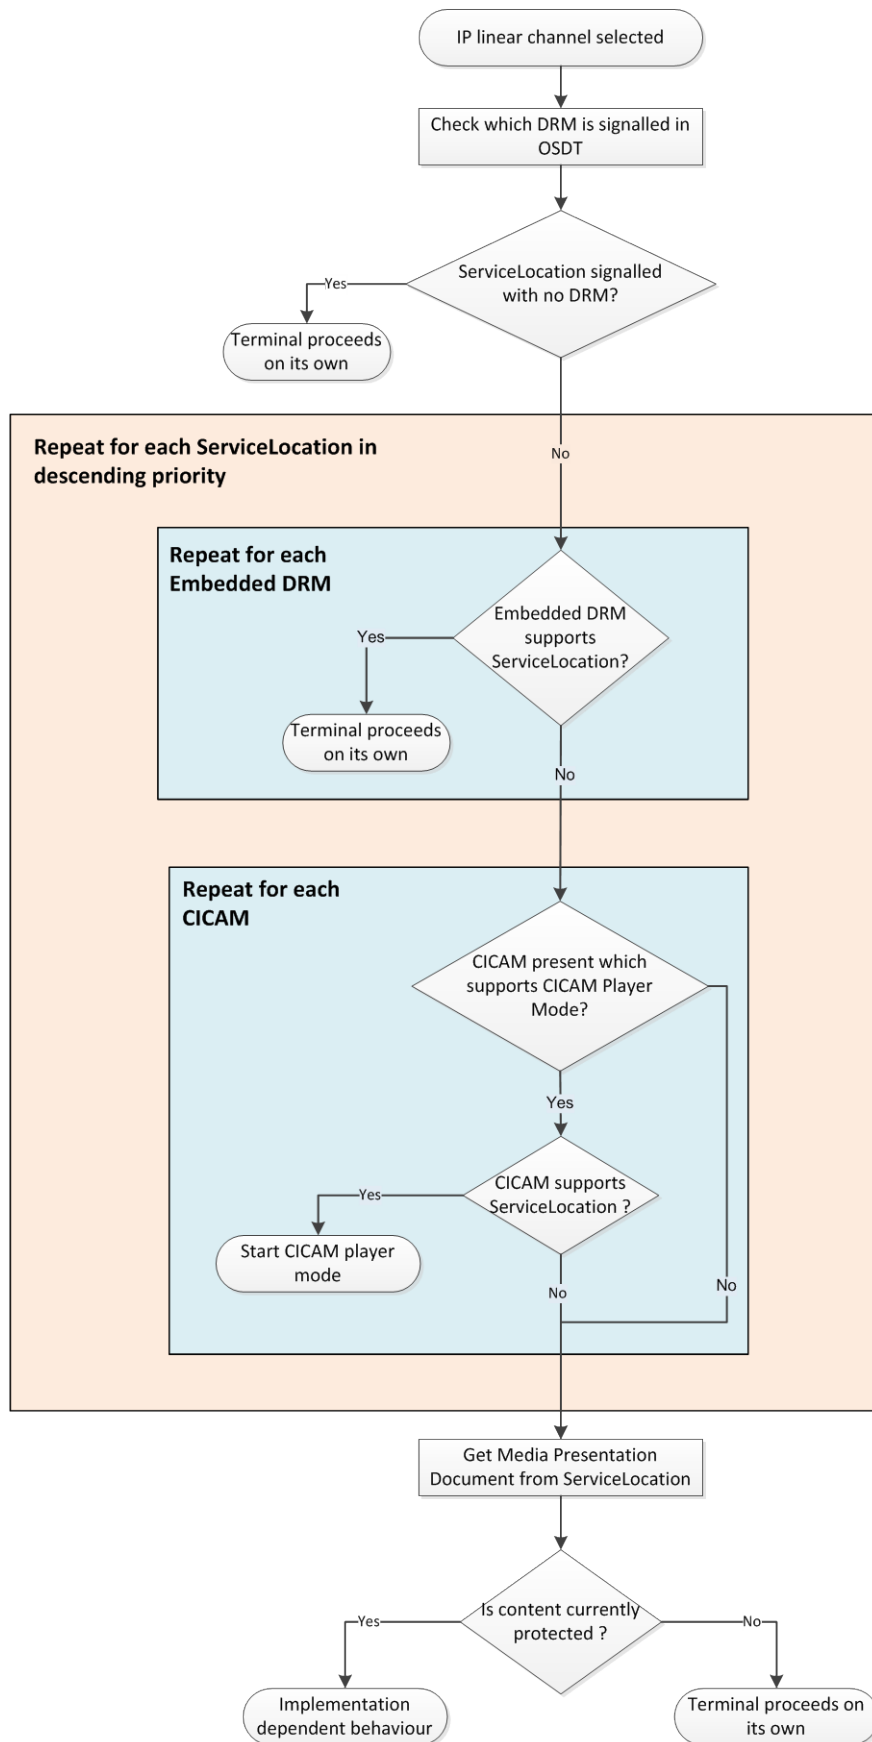 IP linear channel selected
Check which DRM is signalled in
OSDT
ServiceLocation signalled
with no DRM?
Yes
Terminal proceeds
on its own
No
Repeat for each ServiceLocation in
descending priority
Repeat for each
Embedded DRM
Embedded DRM
supports
ServiceLocation?
Yes
Terminal proceeds
on its own
No
Repeat for each
CICAM
CICAM present which
supports CICAM Player
Mode?
Yes
CICAM supports
ServiceLocation ?
Yes
Start CICAM player
mode
No
No
Get Media Presentation
Document from ServiceLocation
Is content currently
protected ?
Yes
No
Implementation
dependent behaviour
Terminal proceeds on
its own